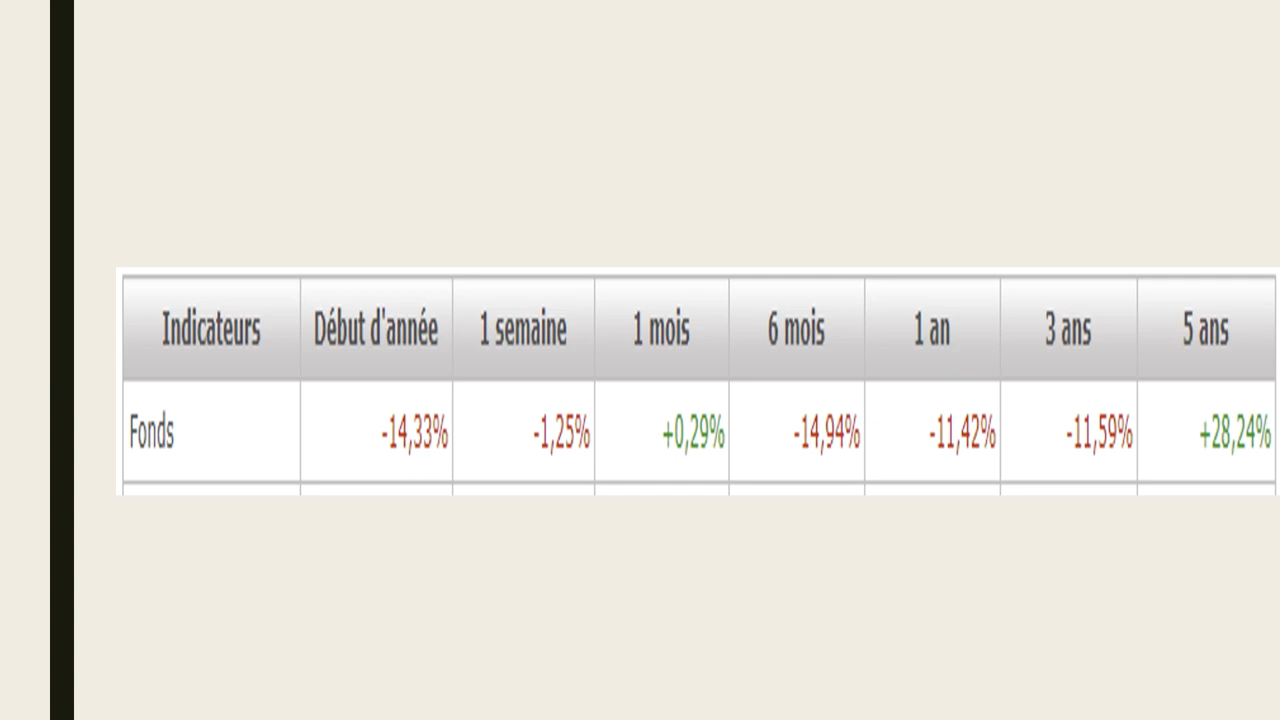 Indicateurs Début d'année 1 semaine 1 mois 6 mois 1 an 3 ans 5 ans
Fonds -14,33% -1,25% +0,29% -14,94% -11,42% -11,59% +28,24%